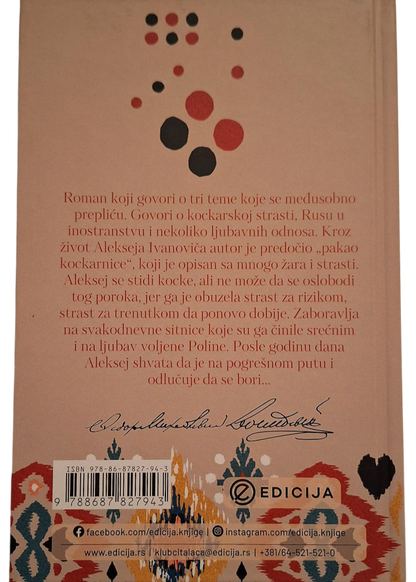 Roman koji govori o tri teme koje se međusobno
prepliću. Govori o kockarskoj strasti, Rusu u
inostranstvu i nekoliko ljubavnih odnosa. Kroz
život Alekseja Ivanoviča autor je predočio „pakao
kockarnice“, koji je opisan sa mnogo žara i strasti.
Aleksej se stidi kocke, ali ne može da se oslobodi
tog poroka, jer ga je obuzela strast za rizikom,
strast za trenutkom da ponovo dobije. Zaboravlja
na svakodnevne sitnice koje su ga činile srećnim
i na ljubav voljene Poline. Posle godinu dana
Aleksej shvata da je na pogrešnom putu i
odlučuje da se bori...
ISBN 978-86-87827-94-3
9 788687 827943
EDICIJA
facebook.com/edicija.knjige | instagram.com/edicija.knjige
www.edicija.rs | klubcitalaca@edicija.rs | +381/64-521-521-0